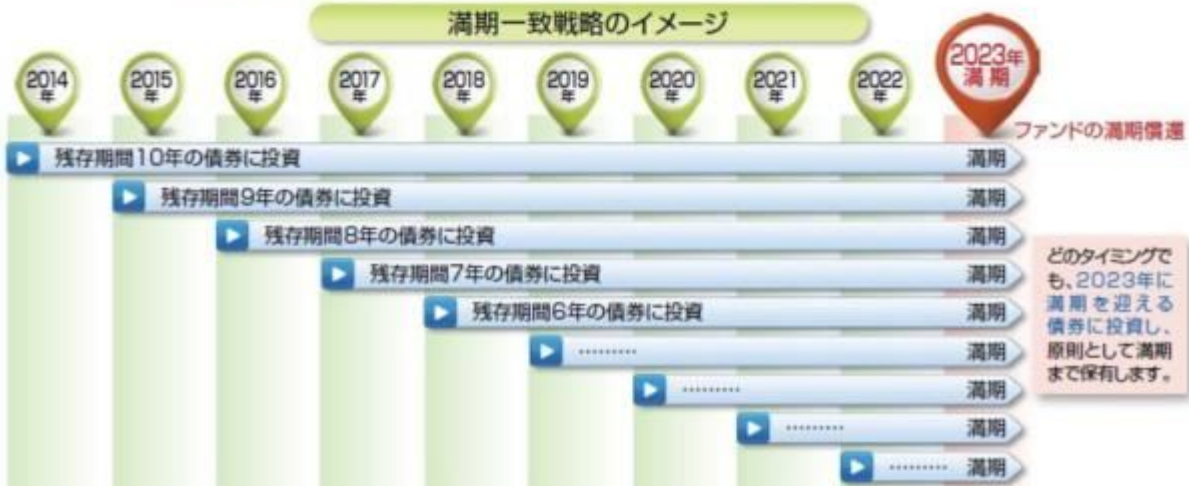 満期一致戦略のイメージ
2014年
2015年
2016年
2017年
2018年
2019年
2020年
2021年
2022年
2023年
満期
ファンドの満期償還
残存期間10年の債券に投資 満期
残存期間9年の債券に投資 満期
残存期間8年の債券に投資 満期
残存期間7年の債券に投資 満期
残存期間6年の債券に投資 満期
……… 満期
……… 満期
……… 満期
……… 満期
どのタイミングで
も、2023年に
満期を迎える
債券に投資し、
原則として満期
まで保有します。